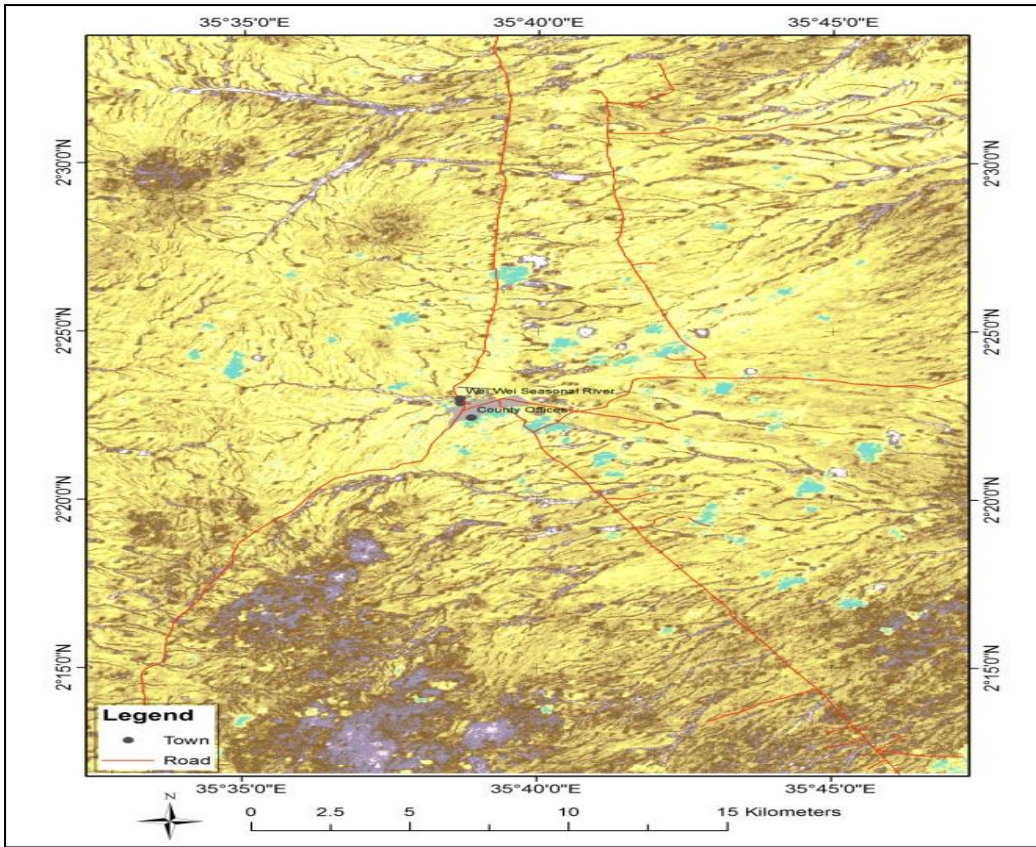 35°35'0"E 35°40'0"E 35°45'0"E
2°30'0"N 2°30'0"N
2°25'0"N 2°25'0"N
Wei Wei Seasonal River
County Offices
2°20'0"N 2°20'0"N
2°15'0"N 2°15'0"N
Legend
Town
Road
35°35'0"E 35°40'0"E 35°45'0"E
N
0 2.5 5 10 15 Kilometers